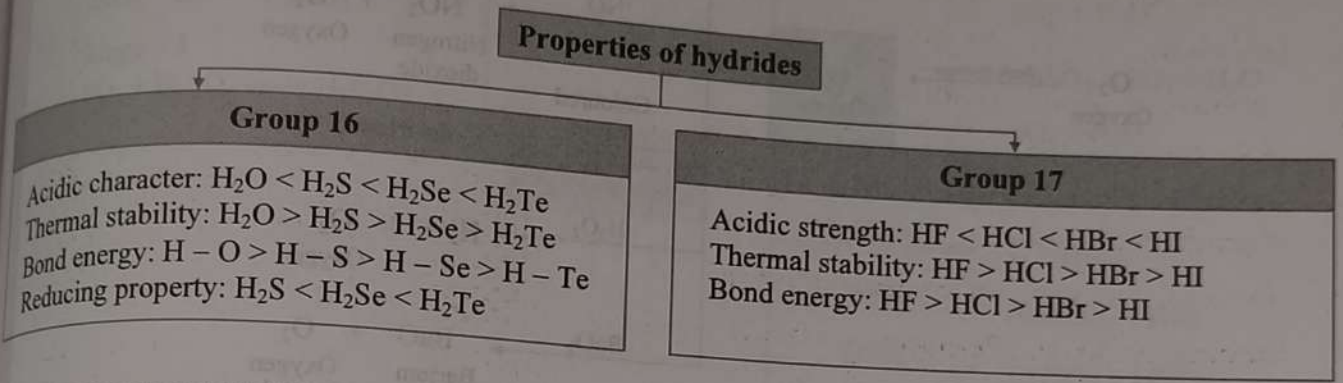 Properties of hydrides
Group 16
Acidic character: H₂O < H₂S < H₂Se < H₂Te
Thermal stability: H₂O > H₂S > H₂Se > H₂Te
Bond energy: H – O > H – S > H – Se > H – Te
Reducing property: H₂S < H₂Se < H₂Te
Group 17
Acidic strength: HF < HCl < HBr < HI
Thermal stability: HF > HCl > HBr > HI
Bond energy: HF > HCl > HBr > HI